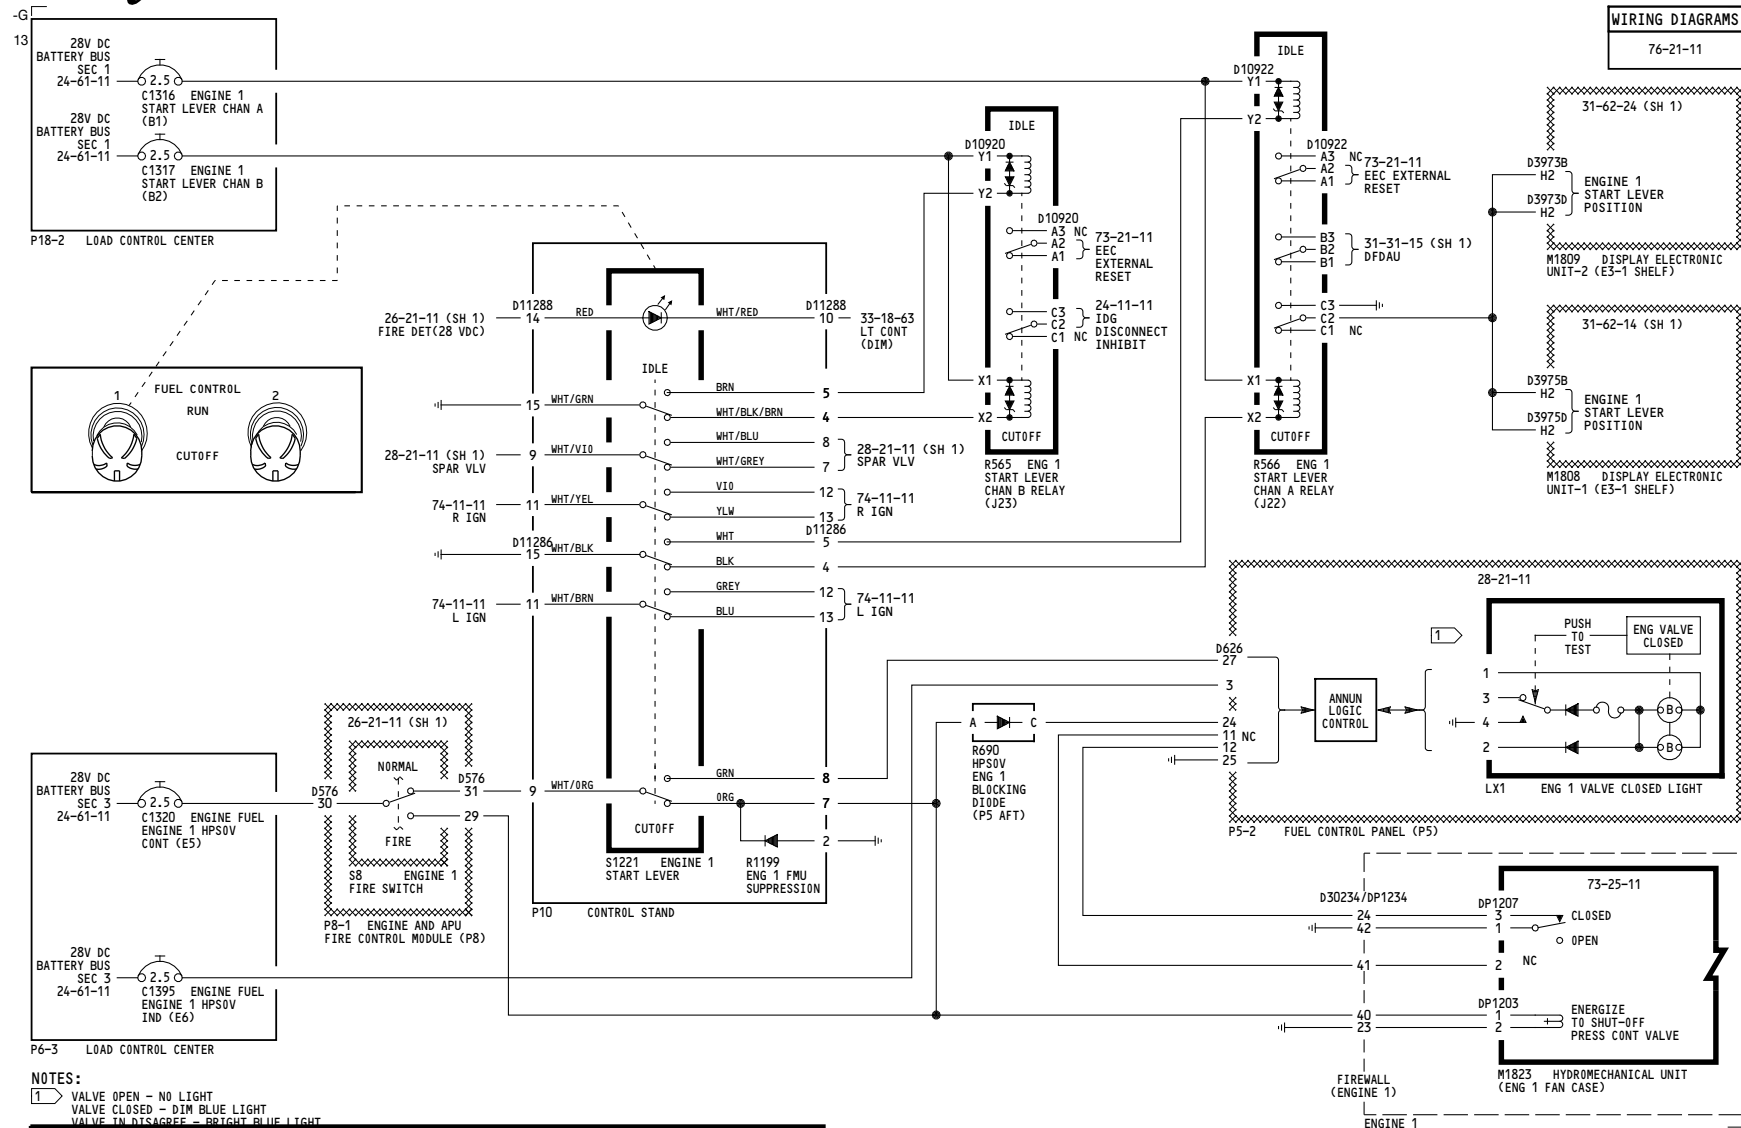 -G
13
28V DC
BATTERY BUS
SEC 1
24-61-11
2.5
C1316 ENGINE 1
START LEVER CHAN A
(B1)
28V DC
BATTERY BUS
SEC 1
24-61-11
2.5
C1317 ENGINE 1
START LEVER CHAN B
(B2)
P18-2 LOAD CONTROL CENTER
1 FUEL CONTROL 2
RUN
CUTOFF
28V DC
BATTERY BUS
SEC 3
24-61-11
2.5
C1320 ENGINE FUEL
ENGINE 1 HPSOV
CONT (E5)
28V DC
BATTERY BUS
SEC 3
24-61-11
2.5
C1395 ENGINE FUEL
ENGINE 1 HPSOV
IND (E6)
P6-3 LOAD CONTROL CENTER
NOTES:
1 VALVE OPEN - NO LIGHT
VALVE CLOSED - DIM BLUE LIGHT
VALVE IN DISAGREE - BRIGHT BLUE LIGHT
26-21-11 (SH 1)
NORMAL
D576
30
D576
31
29
FIRE
S8 ENGINE 1
FIRE SWITCH
P8-1 ENGINE AND APU
FIRE CONTROL MODULE (P8)
26-21-11 (SH 1)
FIRE DET(28 VDC)
D11288
14 RED WHT/RED
D11288
10
33-18-63
LT CONT
(DIM)
IDLE
BRN 5
15 WHT/GRN
WHT/BLK/BRN 4
WHT/BLU 8
28-21-11 (SH 1)
SPAR VLV
9 WHT/VIO
28-21-11 (SH 1)
SPAR VLV
WHT/GREY 7
VIO 12
74-11-11
R IGN
11 WHT/YEL
74-11-11
R IGN
YLW 13
D11286
WHT 5
D11286
15 WHT/BLK
BLK 4
GREY 12
74-11-11
L IGN
11 WHT/BRN
74-11-11
L IGN
BLU 13
GRN 8
9 WHT/ORG
ORG 7
CUTOFF
2
S1221 ENGINE 1
START LEVER
R1199
ENG 1 FMU
SUPPRESSION
P10 CONTROL STAND
IDLE
D10920
Y1
Y2
D10920
A3 NC
A2
A1
73-21-11
EEC
EXTERNAL
RESET
C3
C2
C1 NC
24-11-11
IDG
DISCONNECT
INHIBIT
X1
X2
CUTOFF
R565 ENG 1
START LEVER
CHAN B RELAY
(J23)
IDLE
D10922
Y1
Y2
D10922
A3 NC
A2
A1
73-21-11
EEC EXTERNAL
RESET
B3
B2
B1
31-31-15 (SH 1)
DFDAU
C3
C2
C1 NC
X1
X2
CUTOFF
R566 ENG 1
START LEVER
CHAN A RELAY
(J22)
WIRING DIAGRAMS
76-21-11
31-62-24 (SH 1)
D3973B
H2
D3973D
H2
ENGINE 1
START LEVER
POSITION
M1809 DISPLAY ELECTRONIC
UNIT-2 (E3-1 SHELF)
31-62-14 (SH 1)
D3975B
H2
D3975D
H2
ENGINE 1
START LEVER
POSITION
M1808 DISPLAY ELECTRONIC
UNIT-1 (E3-1 SHELF)
A C
R690
HPSOV
ENG 1
BLOCKING
DIODE
(P5 AFT)
28-21-11
D626
27
3
24
11 NC
12
25
ANNUN
LOGIC
CONTROL
1
PUSH
TO
TEST
ENG VALVE
CLOSED
1
3
4
2
B
B
LX1 ENG 1 VALVE CLOSED LIGHT
P5-2 FUEL CONTROL PANEL (P5)
73-25-11
D30234/DP1234
24
42
41
40
23
DP1207
3 CLOSED
1
OPEN
2 NC
DP1203
1
2
ENERGIZE
TO SHUT-OFF
PRESS CONT VALVE
M1823 HYDROMECHANICAL UNIT
(ENG 1 FAN CASE)
FIREWALL
(ENGINE 1)
ENGINE 1